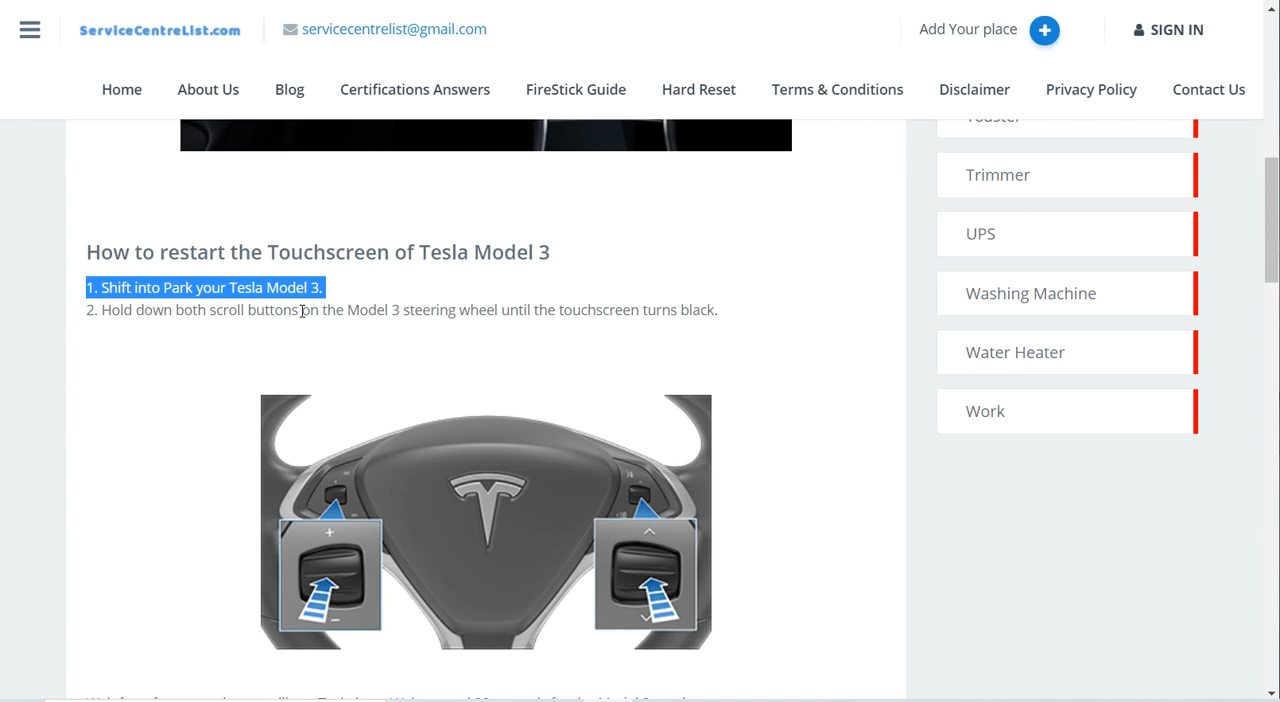 ServiceCentreList.com
servicecentrelist@gmail.com
Add Your place
SIGN IN
Home
About Us
Blog
Certifications Answers
FireStick Guide
Hard Reset
Terms & Conditions
Disclaimer
Privacy Policy
Contact Us
Trimmer
UPS
Washing Machine
Water Heater
Work
How to restart the Touchscreen of Tesla Model 3
1. Shift into Park your Tesla Model 3.
2. Hold down both scroll buttons on the Model 3 steering wheel until the touchscreen turns black.